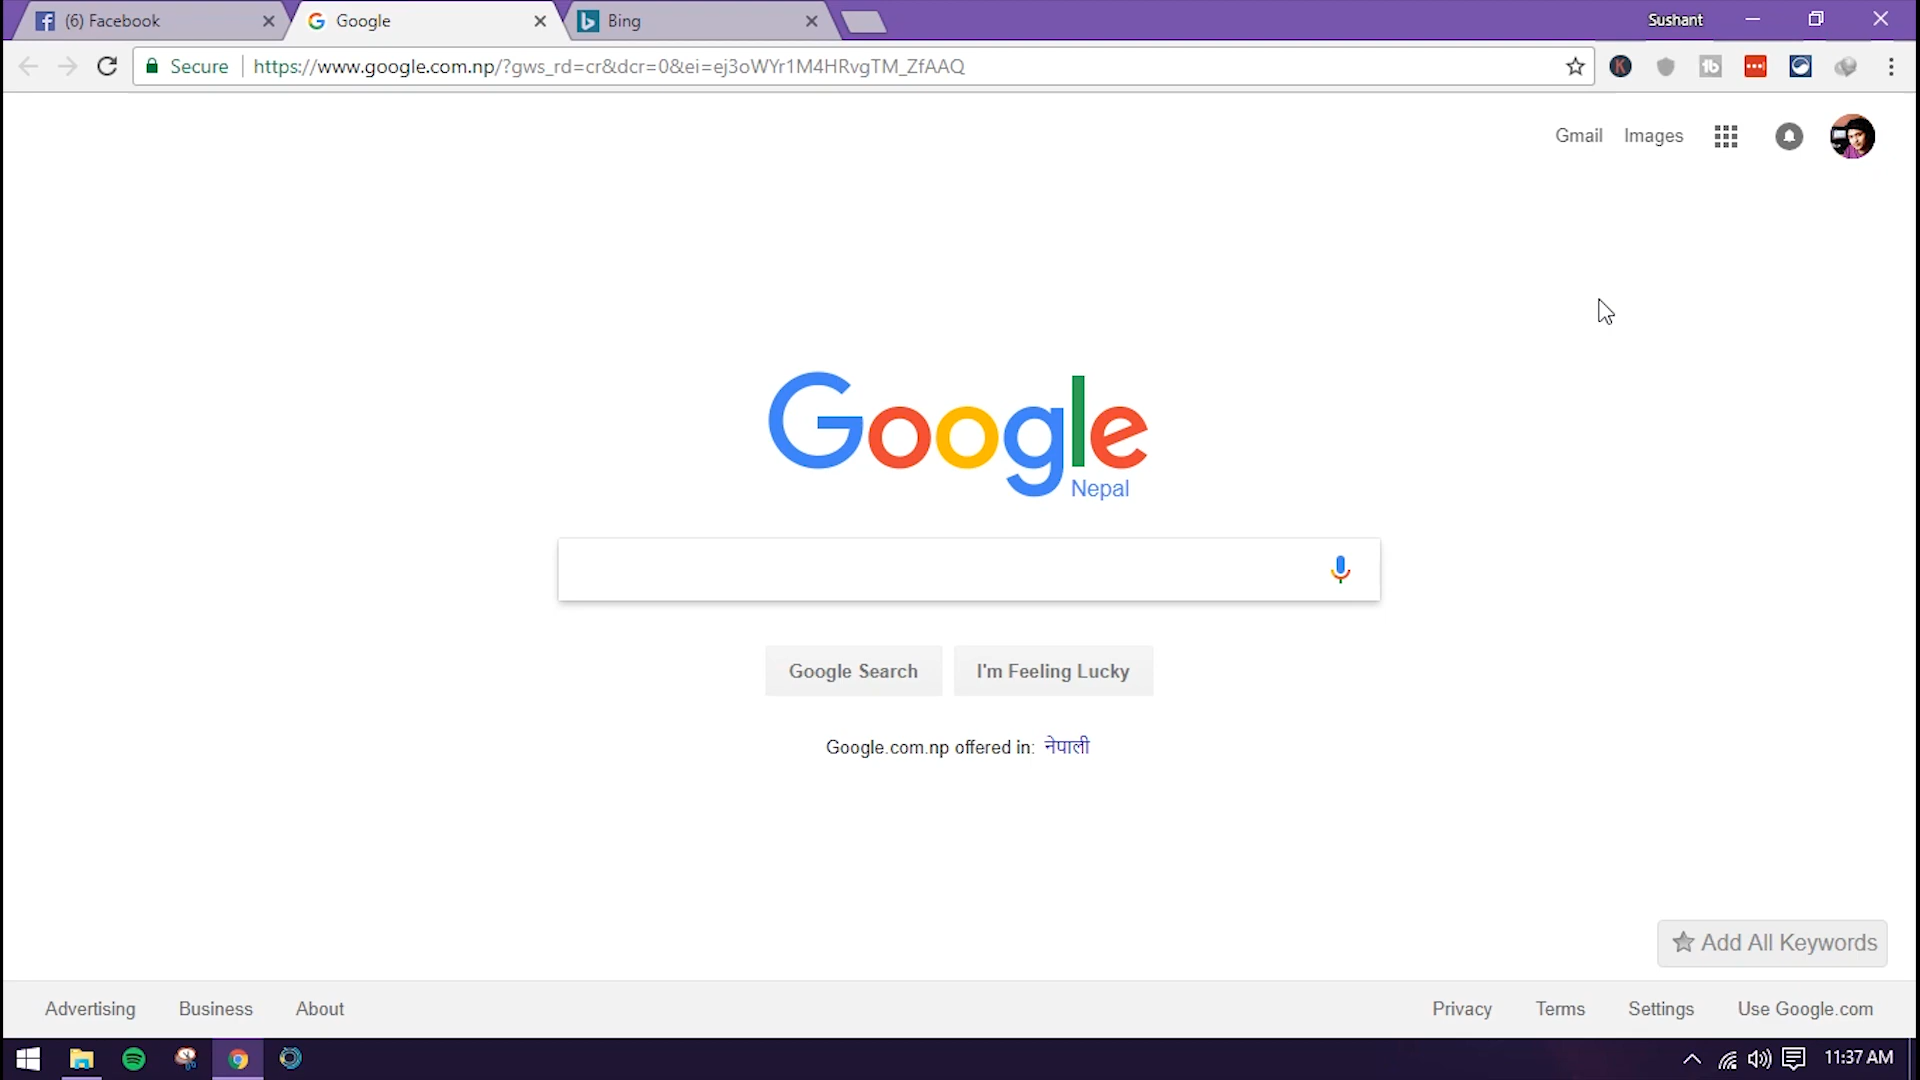 (6) Facebook
Google
Bing
Sushant
Secure
https://www.google.com.np/?gws_rd=cr&dcr=0&ei=ej3oWYr1M4HRvgTM_ZfAAQ
Gmail Images
Google
Nepal
Google Search
I'm Feeling Lucky
Google.com.np offered in: नेपाली
Add All Keywords
Advertising Business About Privacy Terms Settings Use Google.com
11:37 AM